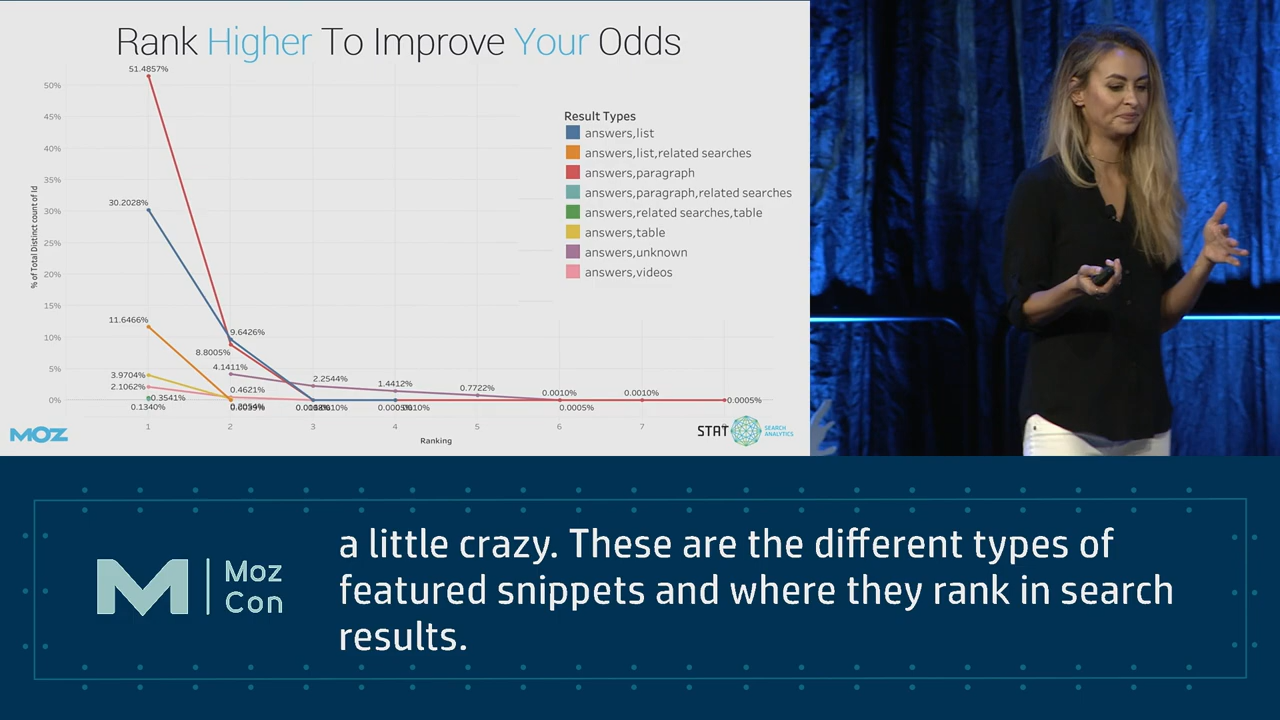 Rank Higher To Improve Your Odds
51.4857%
50%
45%
40%
35%
30%
25%
20%
15%
10%
5%
0%
% of Total Distinct count of Id
30.2028%
11.6466%
9.6426%
8.8005%
4.1411%
3.9704%
2.1062%
0.3541%
0.1340%
0.4621%
2.2544%
1.4412%
0.7722%
0.0010%
0.0010%
0.0005%
0.0005%
1
2
3
4
5
6
7
Ranking
Result Types
answers,list
answers,list,related searches
answers,paragraph
answers,paragraph,related searches
answers,related searches,table
answers,table
answers,unknown
answers,videos
MOZ
STAT SEARCH
ANALYTICS
M Moz
Con
a little crazy. These are the different types of
featured snippets and where they rank in search
results.